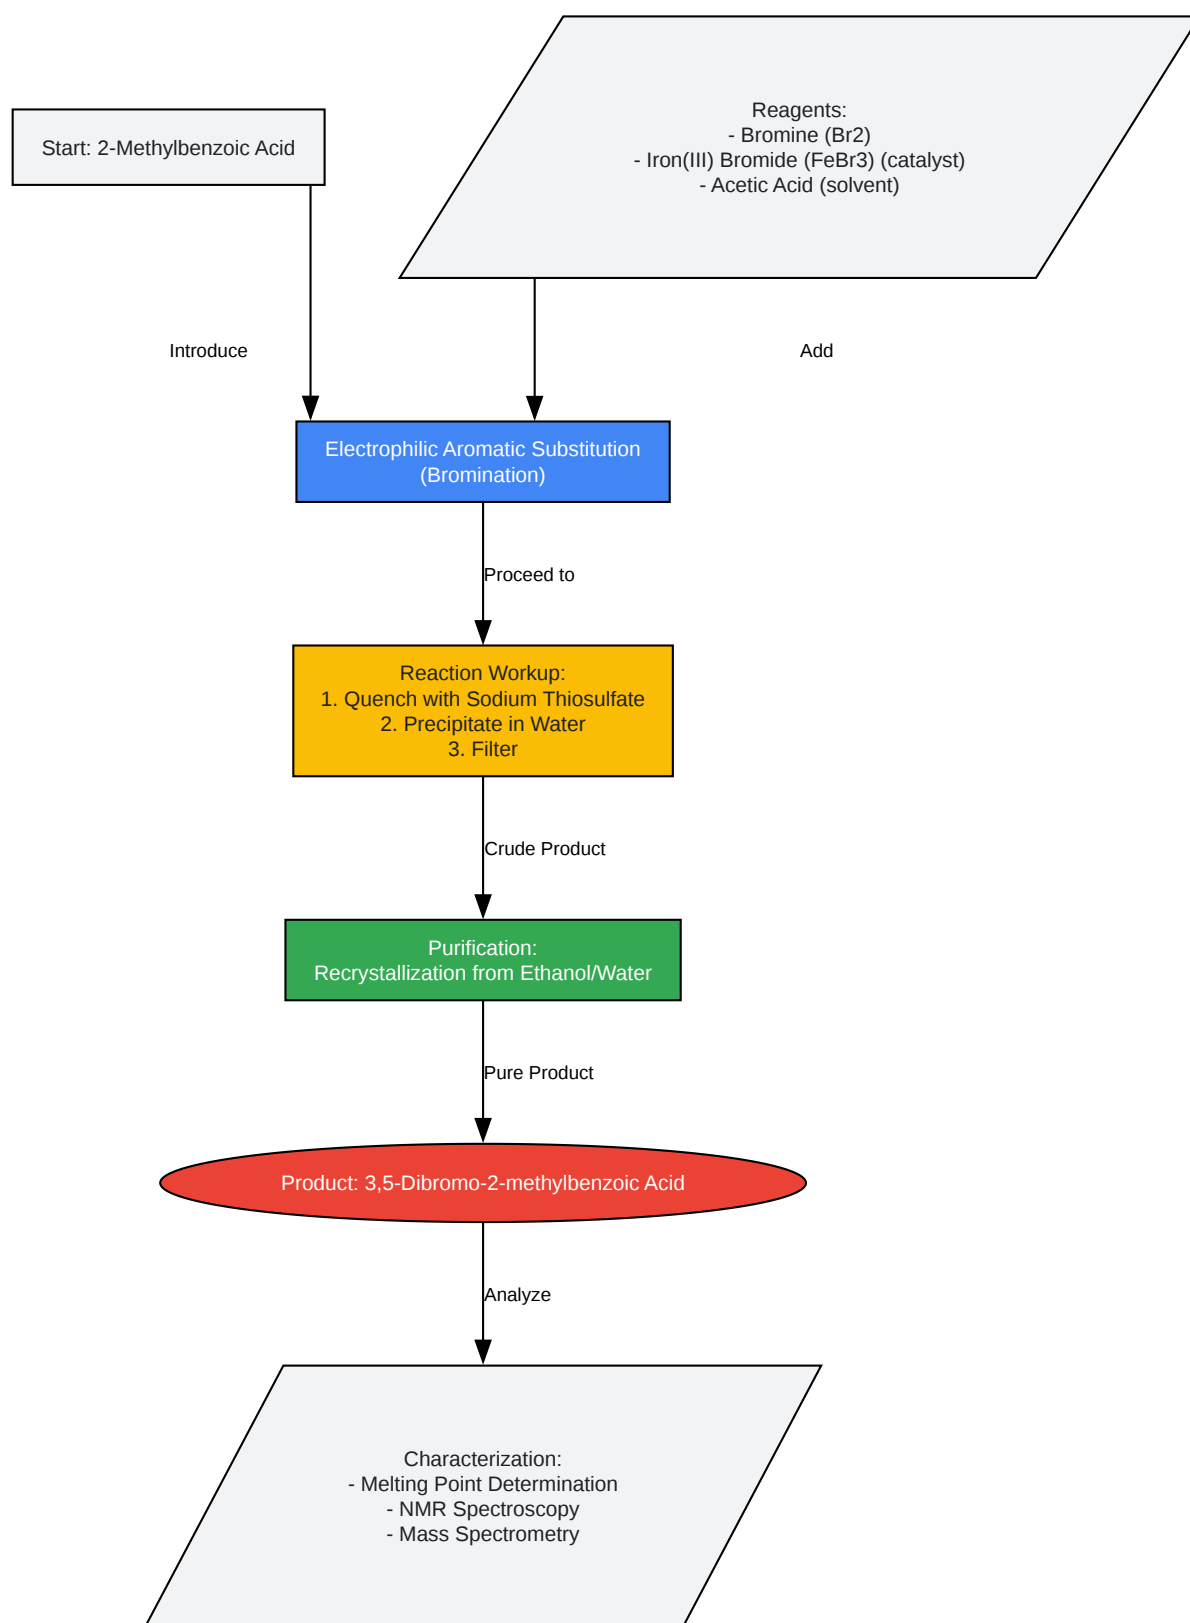 Start: 2-Methylbenzoic Acid
Reagents:
- Bromine (Br2)
- Iron(III) Bromide (FeBr3) (catalyst)
- Acetic Acid (solvent)
Introduce
Add
Electrophilic Aromatic Substitution
(Bromination)
Proceed to
Reaction Workup:
1. Quench with Sodium Thiosulfate
2. Precipitate in Water
3. Filter
Crude Product
Purification:
Recrystallization from Ethanol/Water
Pure Product
Product: 3,5-Dibromo-2-methylbenzoic Acid
Analyze
Characterization:
- Melting Point Determination
- NMR Spectroscopy
- Mass Spectrometry